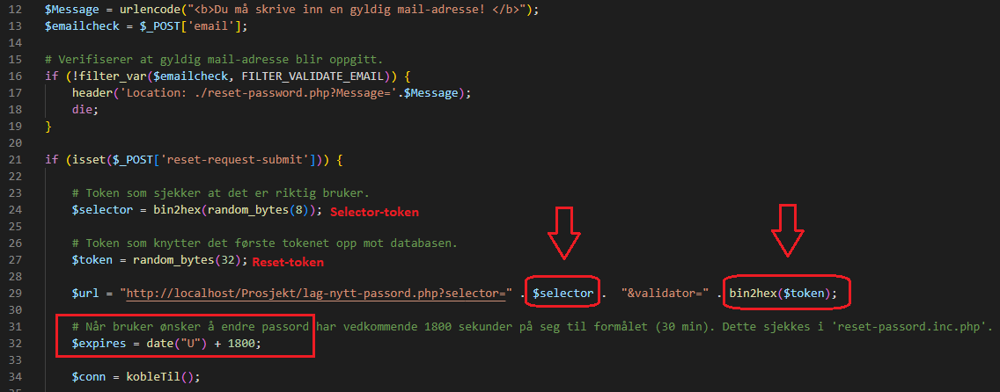 12 $Message = urlencode("<b>Du må skrive inn en gyldig mail-adresse! </b>");
13 $emailcheck = $_POST['email'];
14
15 # Verifiserer at gyldig mail-adresse blir oppgitt.
16 if (!filter_var($emailcheck, FILTER_VALIDATE_EMAIL)) {
17 header('Location: ./reset-password.php?Message='.$Message);
18 die;
19 }
20
21 if (isset($_POST['reset-request-submit'])) {
22
23 # Token som sjekker at det er riktig bruker.
24 $selector = bin2hex(random_bytes(8)); Selector-token
25
26 # Token som knytter det første tokenet opp mot databasen.
27 $token = random_bytes(32); Reset-token
28
29 $url = "http://localhost/Prosjekt/lag-nytt-passord.php?selector=" . $selector . "&validator=" . bin2hex($token);
30
31 # Når bruker ønsker å endre passord har vedkommende 1800 sekunder på seg til formålet (30 min). Dette sjekkes i 'reset-passord.inc.php'.
32 $expires = date("U") + 1800;
33
34 $conn = kobleTil();